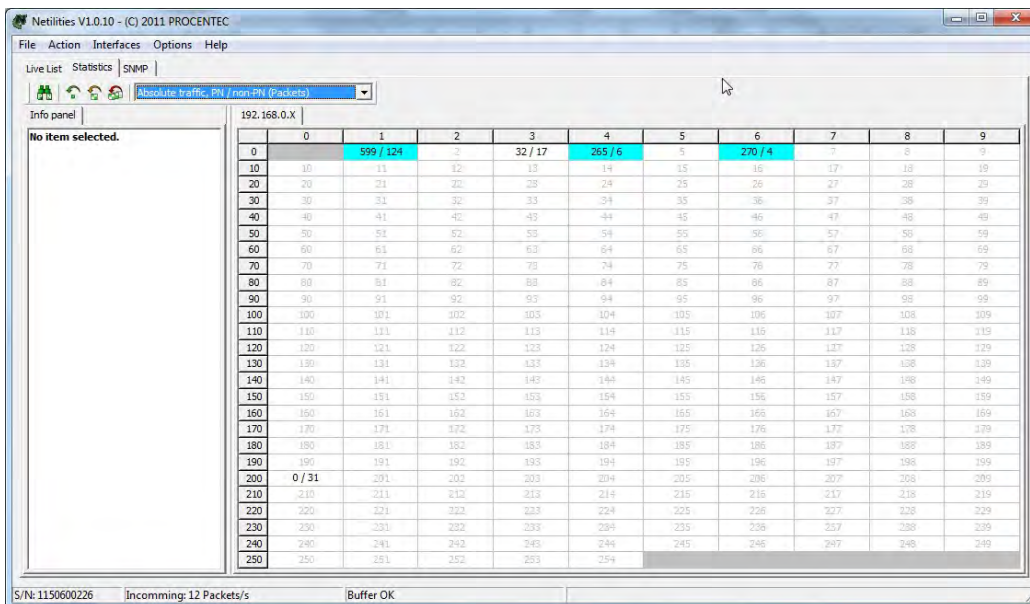 Netilities V1.0.10 - (C) 2011 PROCENTEC
File Action Interfaces Options Help
Live List Statistics SNMP
Absolute traffic, PN / non-PN (Packets)
Info panel 192.168.0.X
No item selected.
0 1 2 3 4 5 6 7 8 9
0 599 / 124 2 32 / 17 265 / 6 5 270 / 4 7 8 9
10 10 11 12 13 14 15 16 17 18 19
20 20 21 22 23 24 25 26 27 28 29
30 30 31 32 33 34 35 36 37 38 39
40 40 41 42 43 44 45 46 47 48 49
50 50 51 52 53 54 55 56 57 58 59
60 60 61 62 63 64 65 66 67 68 69
70 70 71 72 73 74 75 76 77 78 79
80 80 81 82 83 84 85 86 87 88 89
90 90 91 92 93 94 95 96 97 98 99
100 100 101 102 103 104 105 106 107 108 109
110 110 111 112 113 114 115 116 117 118 119
120 120 121 122 123 124 125 126 127 128 129
130 130 131 132 133 134 135 136 137 138 139
140 140 141 142 143 144 145 146 147 148 149
150 150 151 152 153 154 155 156 157 158 159
160 160 161 162 163 164 165 166 167 168 169
170 170 171 172 173 174 175 176 177 178 179
180 180 181 182 183 184 185 186 187 188 189
190 190 191 192 193 194 195 196 197 198 199
200 0 / 31 201 202 203 204 205 206 207 208 209
210 210 211 212 213 214 215 216 217 218 219
220 220 221 222 223 224 225 226 227 228 229
230 230 231 232 233 234 235 236 237 238 239
240 240 241 242 243 244 245 246 247 248 249
250 250 251 252 253 254
S/N: 1150600226 Incomming: 12 Packets/s Buffer OK